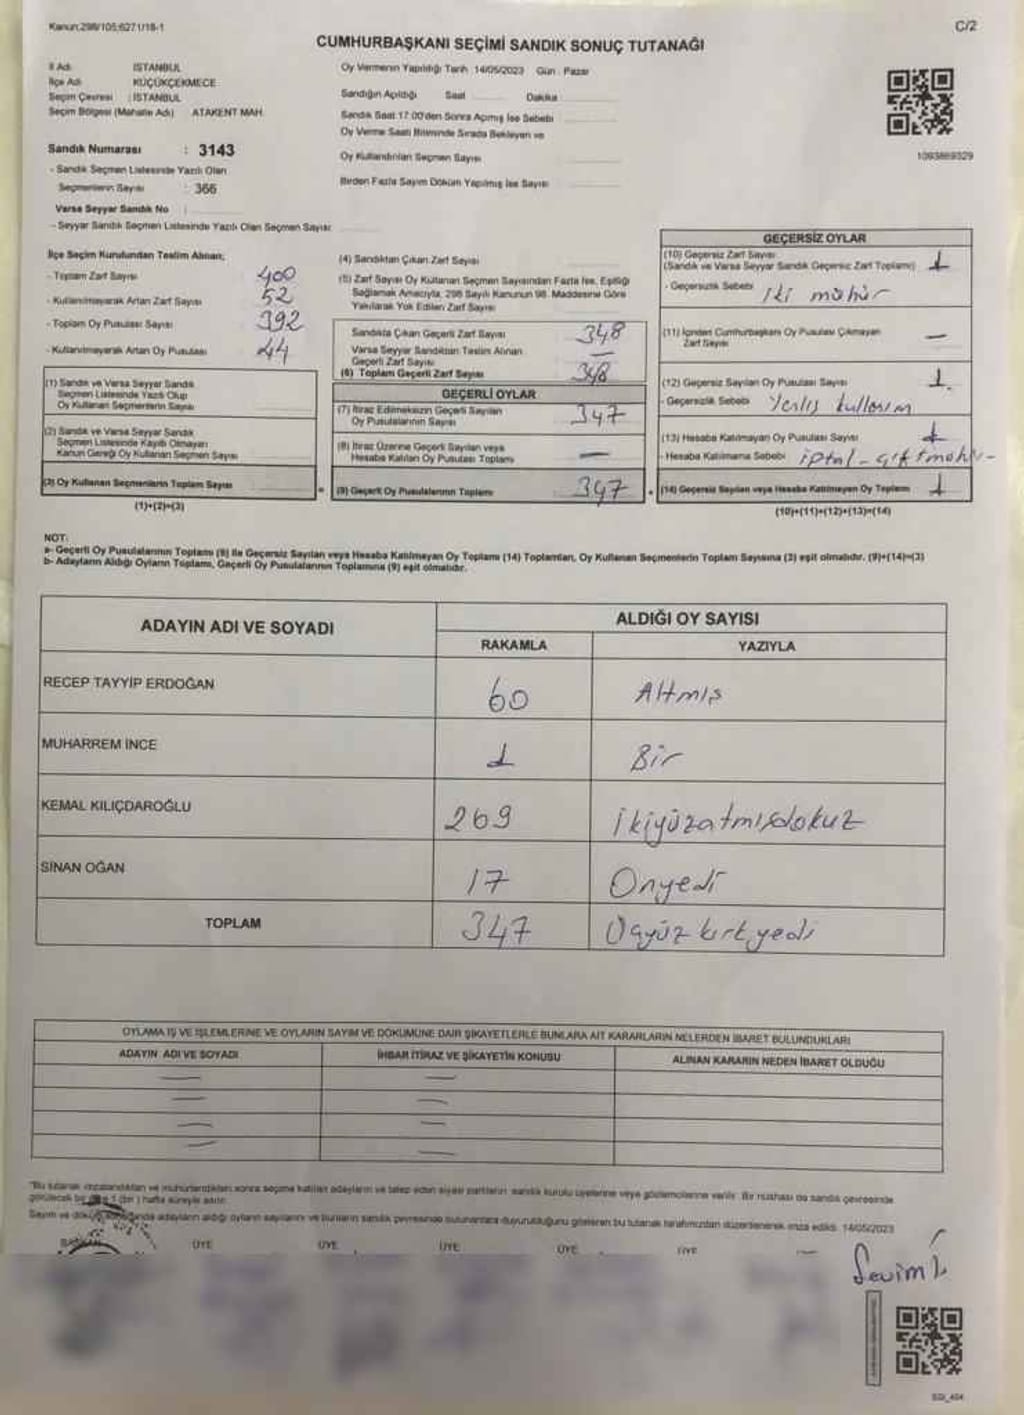 Kanun:298/105;6271/18-1
C/2
CUMHURBAŞKANI SEÇİMİ SANDIK SONUÇ TUTANAĞI
İl Adı İSTANBUL
İlçe Adı KÜÇÜKÇEKMECE
Seçim Çevresi : İSTANBUL
Seçim Bölgesi (Mahalle Adı) ATAKENT MAH.
Sandık Numarası : 3143
- Sandık Seçmen Listesinde Yazılı Olan
Seçmenlerin Sayısı : 366
Varsa Seyyar Sandık No :
- Seyyar Sandık Seçmen Listesinde Yazılı Olan Seçmen Sayısı:
Oy Vermenin Yapıldığı Tarih :14/05/2023 Gün : Pazar
Sandığın Açıldığı Saat Dakika
Sandık Saat 17.00'den Sonra Açmış İse Sebebi
Oy Verme Saati Bitiminde Sırada Bekleyen ve
Oy Kullandırılan Seçmen Sayısı
Birden Fazla Sayım Döküm Yapılmış İse Sayısı
1093869329
İlçe Seçim Kurulundan Teslim Alınan;
- Toplam Zarf Sayısı 400
- Kullanılmayarak Artan Zarf Sayısı 52
- Toplam Oy Pusulası Sayısı 392
- Kullanılmayarak Artan Oy Pusulası 44
(1) Sandık ve Varsa Seyyar Sandık
Seçmen Listesinde Yazılı Olup
Oy Kullanan Seçmenlerin Sayısı
(2) Sandık ve Varsa Seyyar Sandık
Seçmen Listesinde Kayıtlı Olmayan
Kanun Gereği Oy Kullanan Seçmen Sayısı
(3) Oy Kullanan Seçmenlerin Toplam Sayısı
(1)+(2)=(3)
(4) Sandıktan Çıkan Zarf Sayısı
(5) Zarf Sayısı Oy Kullanan Seçmen Sayısından Fazla İse, Eşitliği
Sağlamak Amacıyla, 298 Sayılı Kanunun 98. Maddesine Göre
Yakılarak Yok Edilen Zarf Sayısı
Sandıkta Çıkan Geçerli Zarf Sayısı 348
Varsa Seyyar Sandıktan Teslim Alınan
Geçerli Zarf Sayısı —
(6) Toplam Geçerli Zarf Sayısı 348
GEÇERLİ OYLAR
(7) İtiraz Edilmeksizin Geçerli Sayılan
Oy Pusulalarının Sayısı 347
(8) İtiraz Üzerine Geçerli Sayılan veya
Hesaba Katılan Oy Pusulası Toplamı —
(9) Geçerli Oy Pusulalarının Toplamı 347
GEÇERSİZ OYLAR
(10) Geçersiz Zarf Sayısı
(Sandık ve Varsa Seyyar Sandık Geçersiz Zarf Toplamı) 1
- Geçersizlik Sebebi İki mühür
(11) İçinden Cumhurbaşkanı Oy Pusulası Çıkmayan
Zarf Sayısı —
(12) Geçersiz Sayılan Oy Pusulası Sayısı 1
- Geçersizlik Sebebi
(13) Hesaba Katılmayan Oy Pusulası Sayısı 1
- Hesaba Katılmama Sebebi iptal -
(14) Geçersiz Sayılan veya Hesaba Katılmayan Oy Toplamı 1
(10)+(11)+(12)+(13)=(14)
NOT:
a- Geçerli Oy Pusulalarının Toplamı (9) ile Geçersiz Sayılan veya Hesaba Katılmayan Oy Toplamı (14) Toplamları, Oy Kullanan Seçmenlerin Toplam Sayısına (3) eşit olmalıdır. (9)+(14)=(3)
b- Adayların Aldığı Oyların Toplamı, Geçerli Oy Pusulalarının Toplamına (9) eşit olmalıdır.
ADAYIN ADI VE SOYADI
ALDIĞI OY SAYISI
RAKAMLA YAZIYLA
RECEP TAYYİP ERDOĞAN 60 Altmış
MUHARREM İNCE 1 Bir
KEMAL KILIÇDAROĞLU 269 ikiyüzatmışdokuz
SİNAN OĞAN 17 Onyedi
TOPLAM 347 Üçyüz kırkyedi
OYLAMA İŞ VE İŞLEMLERİNE VE OYLARIN SAYIM VE DÖKÜMÜNE DAİR ŞİKAYETLERLE BUNLARA AİT KARARLARIN NELERDEN İBARET BULUNDUKLARI
ADAYIN ADI VE SOYADI İHBAR İTİRAZ VE ŞİKAYETİN KONUSU ALINAN KARARIN NEDEN İBARET OLDUĞU
"Bu tutanak imzalandıktan ve mühürlendikten sonra seçime katılan adayların ve talep eden siyasi partilerin sandık kurulu üyelerine veya gözlemcilerine verilir. Bir nüshası da sandık çevresinde
görülecek bir yere 1 (bir) hafta süreyle asılır.
Sayım ve döküm sonucunda adayların aldığı oyların sayılarını ve bunların sandık çevresinde bulunanlara duyurulduğunu gösteren bu tutanak tarafımızdan düzenlenerek imza edildi. 14/05/2023
BAŞKAN ÜYE ÜYE ÜYE ÜYE ÜYE